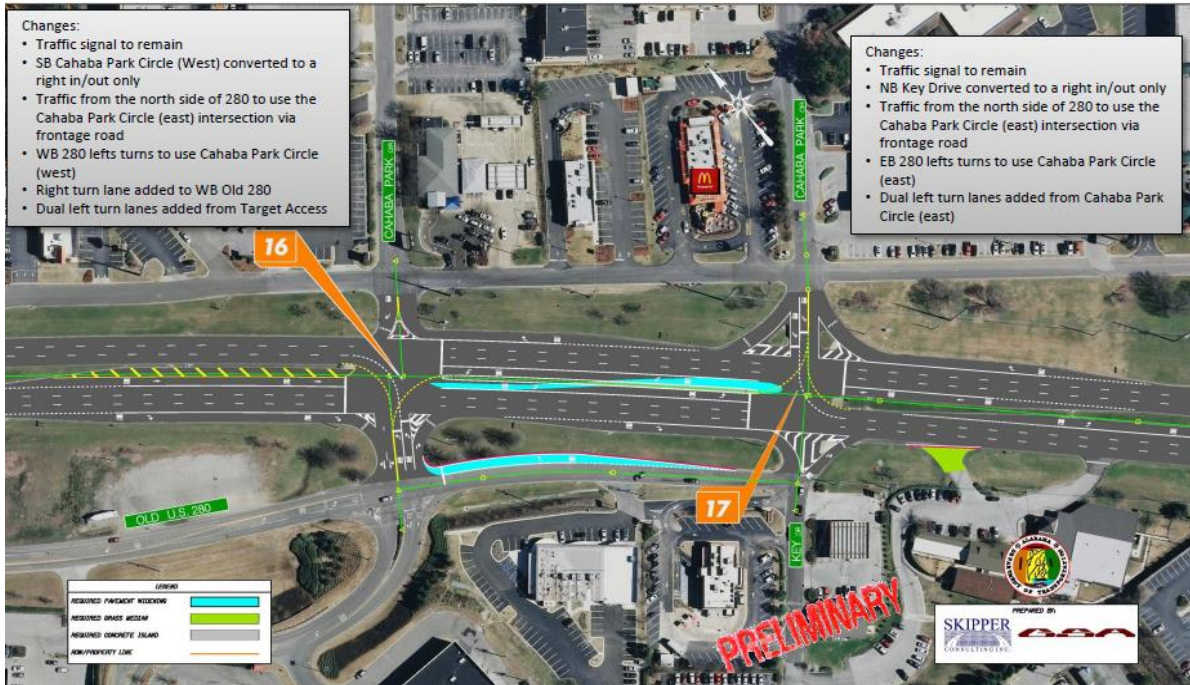 Changes:
• Traffic signal to remain
• SB Cahaba Park Circle (West) converted to a
right in/out only
• Traffic from the north side of 280 to use the
Cahaba Park Circle (east) intersection via
frontage road
• WB 280 lefts turns to use Cahaba Park Circle
(west)
• Right turn lane added to WB Old 280
• Dual left turn lanes added from Target Access
Changes:
• Traffic signal to remain
• NB Key Drive converted to a right in/out only
• Traffic from the north side of 280 to use the
Cahaba Park Circle (east) intersection via
frontage road
• EB 280 lefts turns to use Cahaba Park Circle
(east)
• Dual left turn lanes added from Cahaba Park
Circle (east)
CAHABA PARK CIR
CAHABA PARK CIR
16
17
OLD U.S. 280
KEY DR
LEGEND
REQUIRED PAVEMENT WIDENING
REQUIRED GRASS MEDIAN
REQUIRED CONCRETE ISLAND
ROW/PROPERTY LINE
PRELIMINARY
ALABAMA
DEPARTMENT OF TRANSPORTATION
PREPARED BY:
SKIPPER
CONSULTING INC.